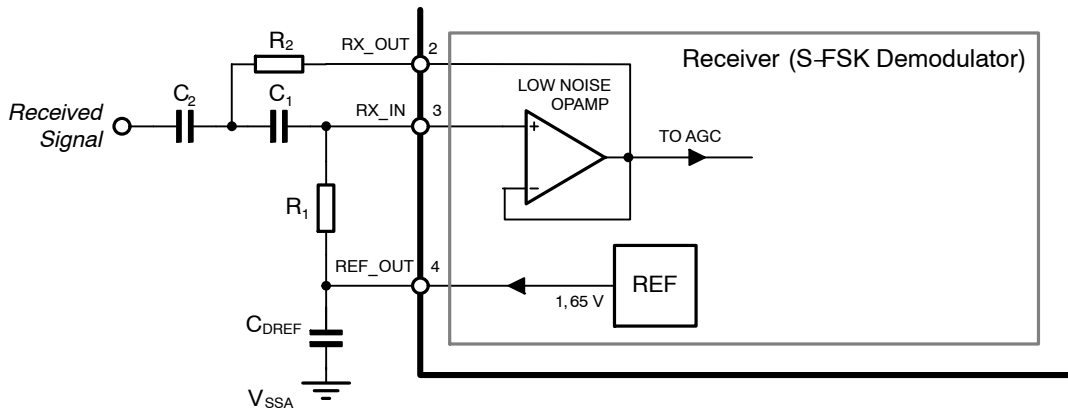 R2
RX_OUT
2
Receiver (S-FSK Demodulator)
Received
Signal
C2
C1
RX_IN
3
LOW NOISE
OPAMP
+
−
TO AGC
R1
REF_OUT
4
1,65 V
REF
CDREF
VSSA